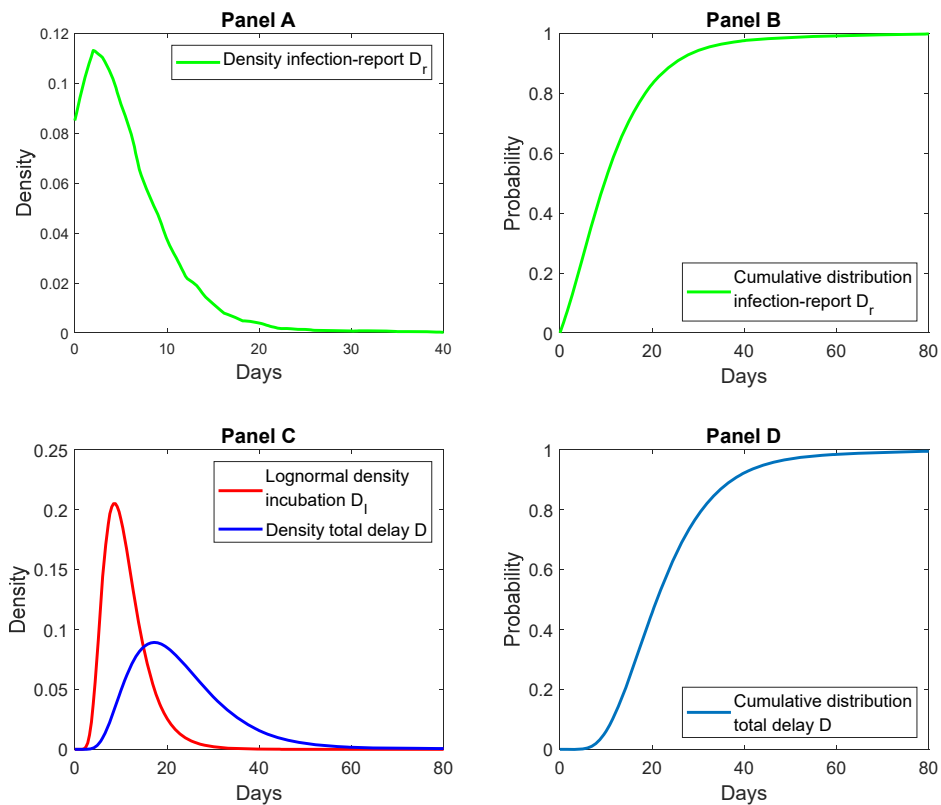 Panel A
0.12
0.1
0.08
0.06
0.04
0.02
0
Density
Density infection-report D_r
0 10 20 30 40
Days
Panel B
1
0.8
0.6
0.4
0.2
0
Probability
Cumulative distribution
infection-report D_r
0 20 40 60 80
Days
Panel C
0.25
0.2
0.15
0.1
0.05
0
Density
Lognormal density
incubation D_I
Density total delay D
0 20 40 60 80
Days
Panel D
1
0.8
0.6
0.4
0.2
0
Probability
Cumulative distribution
total delay D
0 20 40 60 80
Days